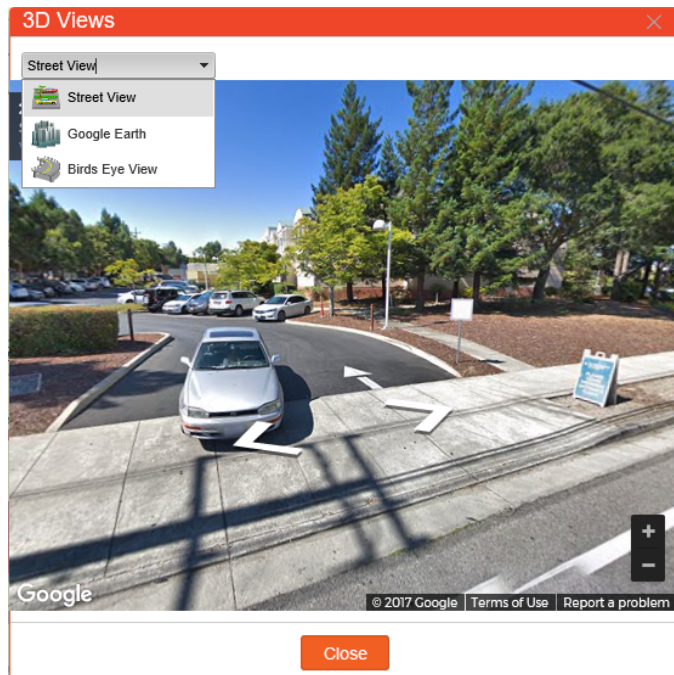 3D Views
Street View
Street View
Google Earth
Birds Eye View
Google
© 2017 Google
Terms of Use
Report a problem
Close